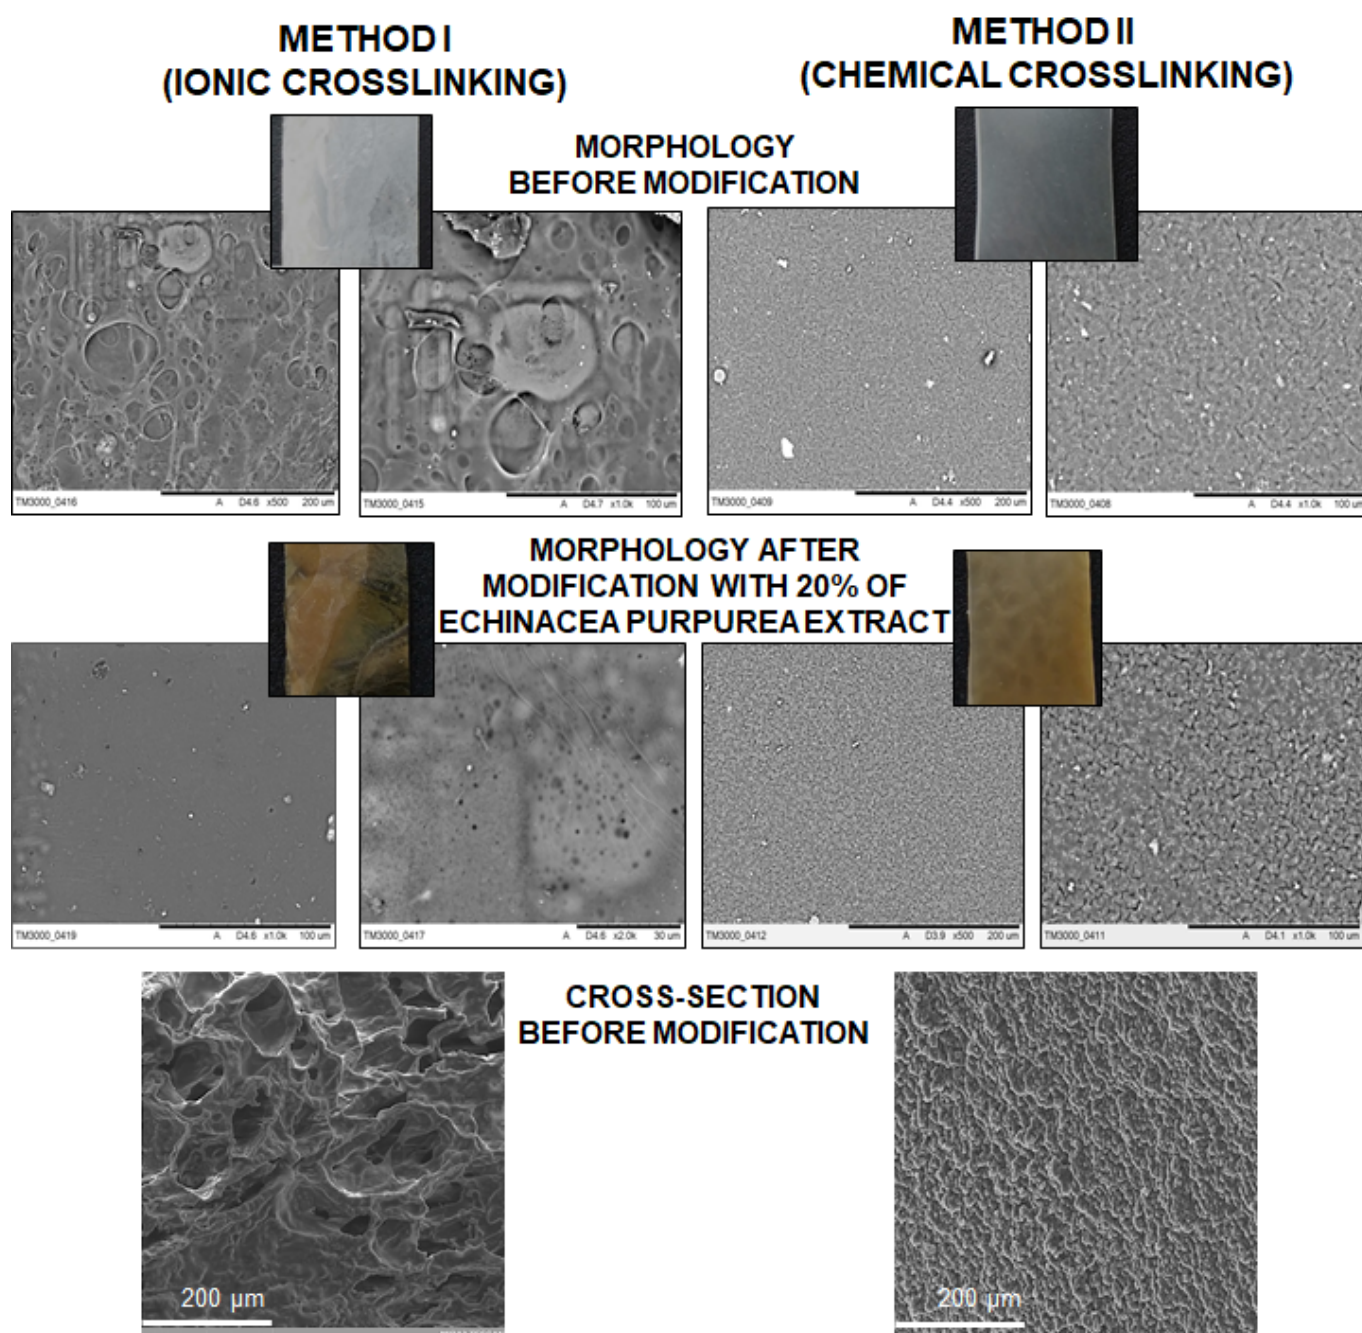 METHOD I
(IONIC CROSSLINKING)
METHOD II
(CHEMICAL CROSSLINKING)
MORPHOLOGY
BEFORE MODIFICATION
TM3000_0416 A D4.6 x500 200 um
TM3000_0415 A D4.7 x1.0k 100 um
TM3000_0409 A D4.4 x500 200 um
TM3000_0408 A D4.4 x1.0k 100 um
MORPHOLOGY AFTER
MODIFICATION WITH 20% OF
ECHINACEA PURPUREA EXTRACT
TM3000_0419 A D4.6 x1.0k 100 um
TM3000_0417 A D4.6 x2.0k 30 um
TM3000_0412 A D3.9 x500 200 um
TM3000_0411 A D4.1 x1.0k 100 um
CROSS-SECTION
BEFORE MODIFICATION
200 µm
200 µm